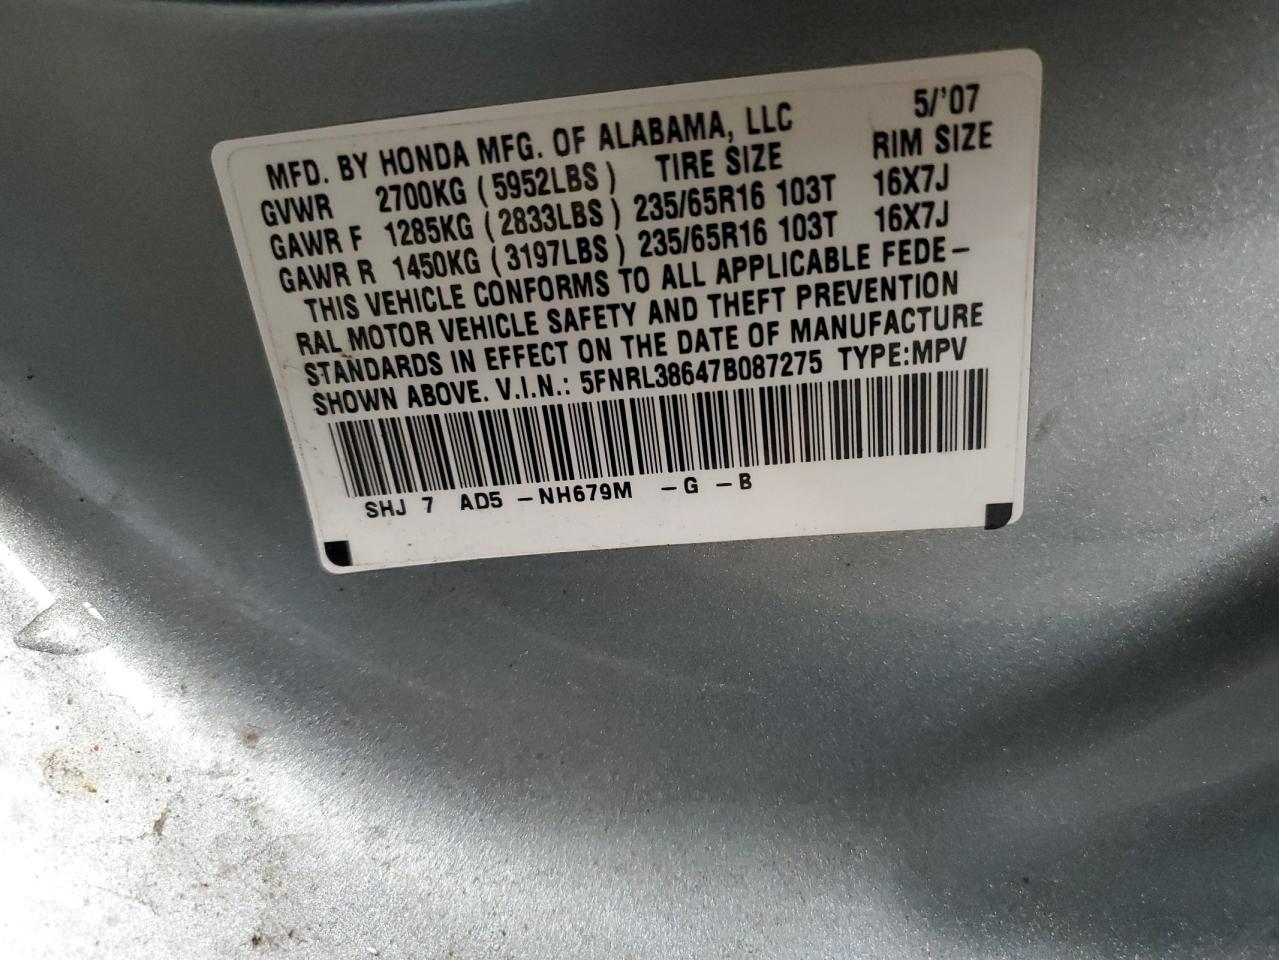 MFD. BY HONDA MFG. OF ALABAMA, LLC 5/'07
GVWR 2700KG (5952LBS) TIRE SIZE RIM SIZE
GAWR F 1285KG (2833LBS) 235/65R16 103T 16X7J
GAWR R 1450KG (3197LBS) 235/65R16 103T 16X7J
THIS VEHICLE CONFORMS TO ALL APPLICABLE FEDE-
RAL MOTOR VEHICLE SAFETY AND THEFT PREVENTION
STANDARDS IN EFFECT ON THE DATE OF MANUFACTURE
SHOWN ABOVE. V.I.N.: 5FNRL38647B087275 TYPE:MPV
SHJ 7 AD5 -NH679M -G -B